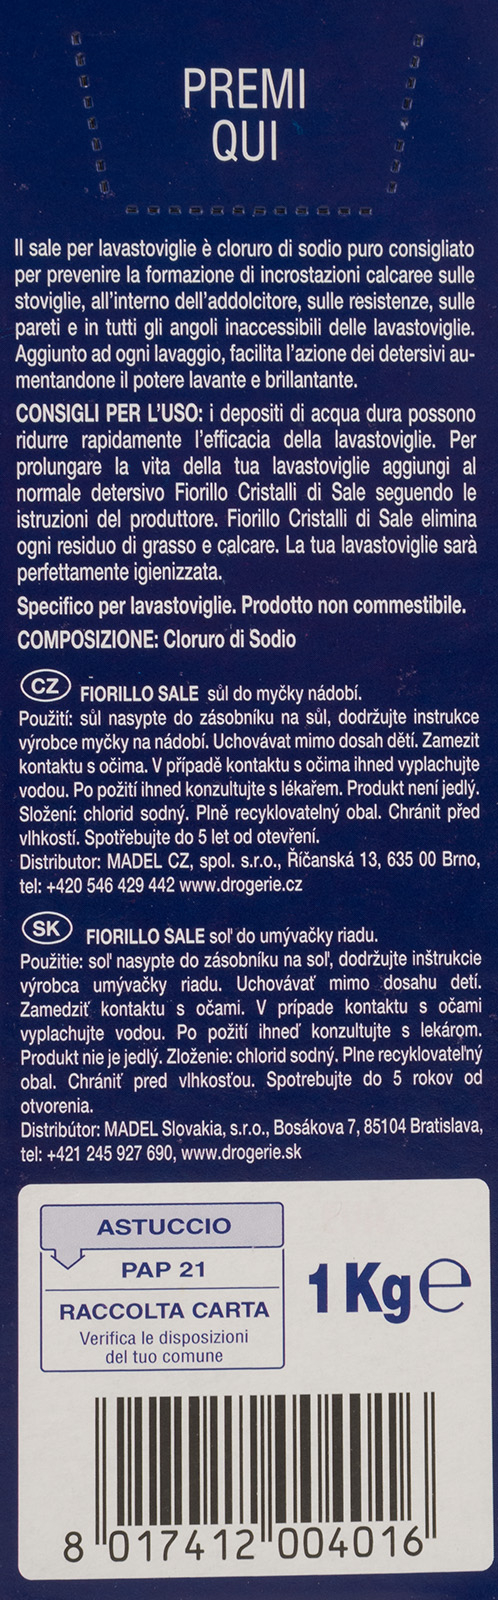 PREMI
QUI
Il sale per lavastoviglie è cloruro di sodio puro consigliato
per prevenire la formazione di incrostazioni calcaree sulle
stoviglie, all'interno dell'addolcitore, sulle resistenze, sulle
pareti e in tutti gli angoli inaccessibili delle lavastoviglie.
Aggiunto ad ogni lavaggio, facilita l'azione dei detersivi au-
mentandone il potere lavante e brillantante.
CONSIGLI PER L'USO: i depositi di acqua dura possono
ridurre rapidamente l'efficacia della lavastoviglie. Per
prolungare la vita della tua lavastoviglie aggiungi al
normale detersivo Fiorillo Cristalli di Sale seguendo le
istruzioni del produttore. Fiorillo Cristalli di Sale elimina
ogni residuo di grasso e calcare. La tua lavastoviglie sarà
perfettamente igienizzata.
Specifico per lavastoviglie. Prodotto non commestibile.
COMPOSIZIONE: Cloruro di Sodio
CZ FIORILLO SALE sůl do myčky nádobí.
Použití: sůl nasypte do zásobníku na sůl, dodržujte instrukce
výrobce myčky na nádobí. Uchovávat mimo dosah dětí. Zamezit
kontaktu s očima. V případě kontaktu s očima ihned vyplachujte
vodou. Po požití ihned konzultujte s lékařem. Produkt není jedlý.
Složení: chlorid sodný. Plně recyklovatelný obal. Chránit před
vlhkostí. Spotřebujte do 5 let od otevření.
Distributor: MADEL CZ, spol. s.r.o., Říčanská 13, 635 00 Brno,
tel: +420 546 429 442 www.drogerie.cz
SK FIORILLO SALE soľ do umývačky riadu.
Použitie: soľ nasypte do zásobníku na soľ, dodržujte inštrukcie
výrobca umývačky riadu. Uchovávať mimo dosahu detí.
Zamedziť kontaktu s očami. V prípade kontaktu s očami
vyplachujte vodou. Po požití ihneď konzultujte s lekárom.
Produkt nie je jedlý. Zloženie: chlorid sodný. Plne recyklovateľný
obal. Chrániť pred vlhkosťou. Spotrebujte do 5 rokov od
otvorenia.
Distribútor: MADEL Slovakia, s.r.o., Bosákova 7, 85104 Bratislava,
tel: +421 245 927 690, www.drogerie.sk
ASTUCCIO
PAP 21
RACCOLTA CARTA
Verifica le disposizioni
del tuo comune
1 Kg ℮
8 017412 004016